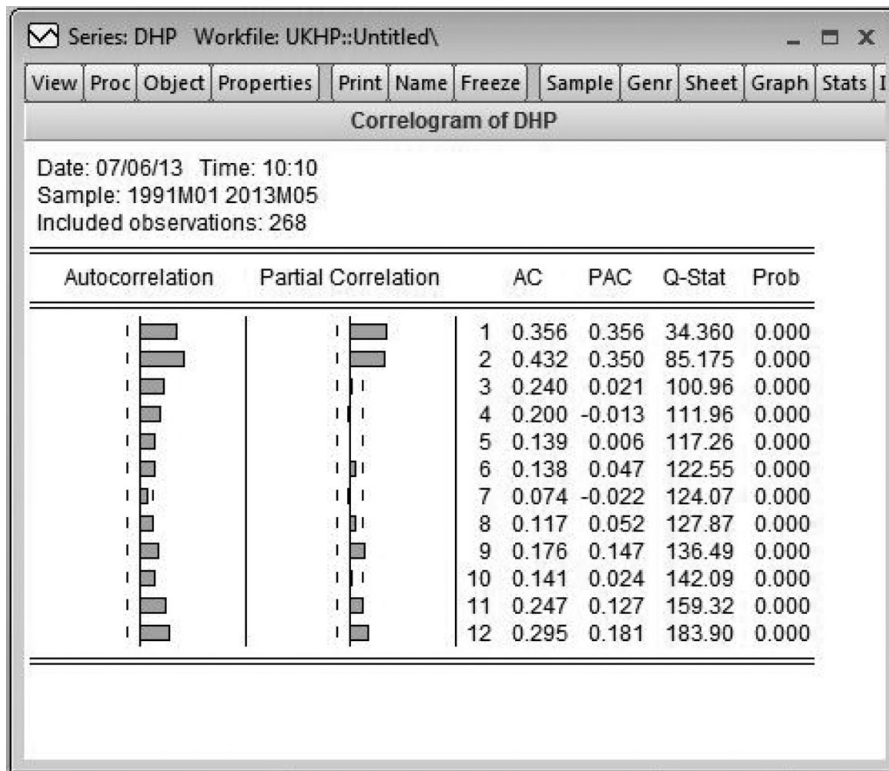 Series: DHP Workfile: UKHP::Untitled\
View Proc Object Properties Print Name Freeze Sample Genr Sheet Graph Stats I
Correlogram of DHP
Date: 07/06/13 Time: 10:10
Sample: 1991M01 2013M05
Included observations: 268
Autocorrelation Partial Correlation AC PAC Q-Stat Prob
1 0.356 0.356 34.360 0.000
2 0.432 0.350 85.175 0.000
3 0.240 0.021 100.96 0.000
4 0.200 -0.013 111.96 0.000
5 0.139 0.006 117.26 0.000
6 0.138 0.047 122.55 0.000
7 0.074 -0.022 124.07 0.000
8 0.117 0.052 127.87 0.000
9 0.176 0.147 136.49 0.000
10 0.141 0.024 142.09 0.000
11 0.247 0.127 159.32 0.000
12 0.295 0.181 183.90 0.000